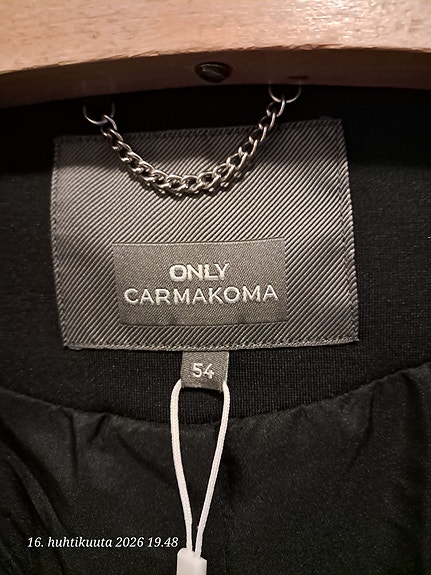 ONLY
CARMAKOMA
54
16. huhtikuuta 2026 19.48